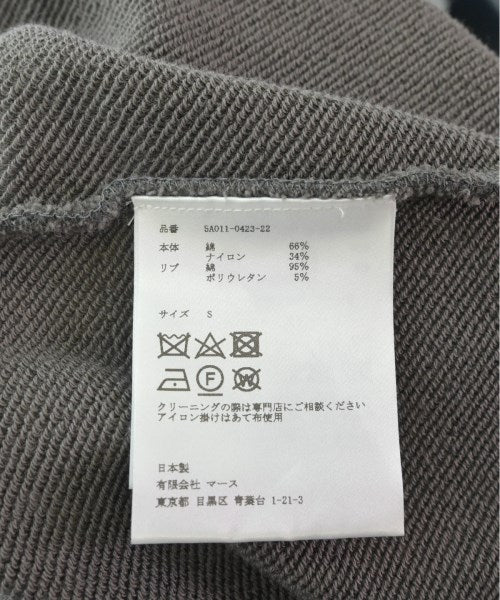 品番 5A011-0423-22
本体 綿 66%
ナイロン 34%
リブ 綿 95%
ポリウレタン 5%
サイズ S
F W
クリーニングの際は専門店にご相談ください
アイロン掛けはあて布使用
日本製
有限会社 マース
東京都 目黒区 青葉台 1-21-3